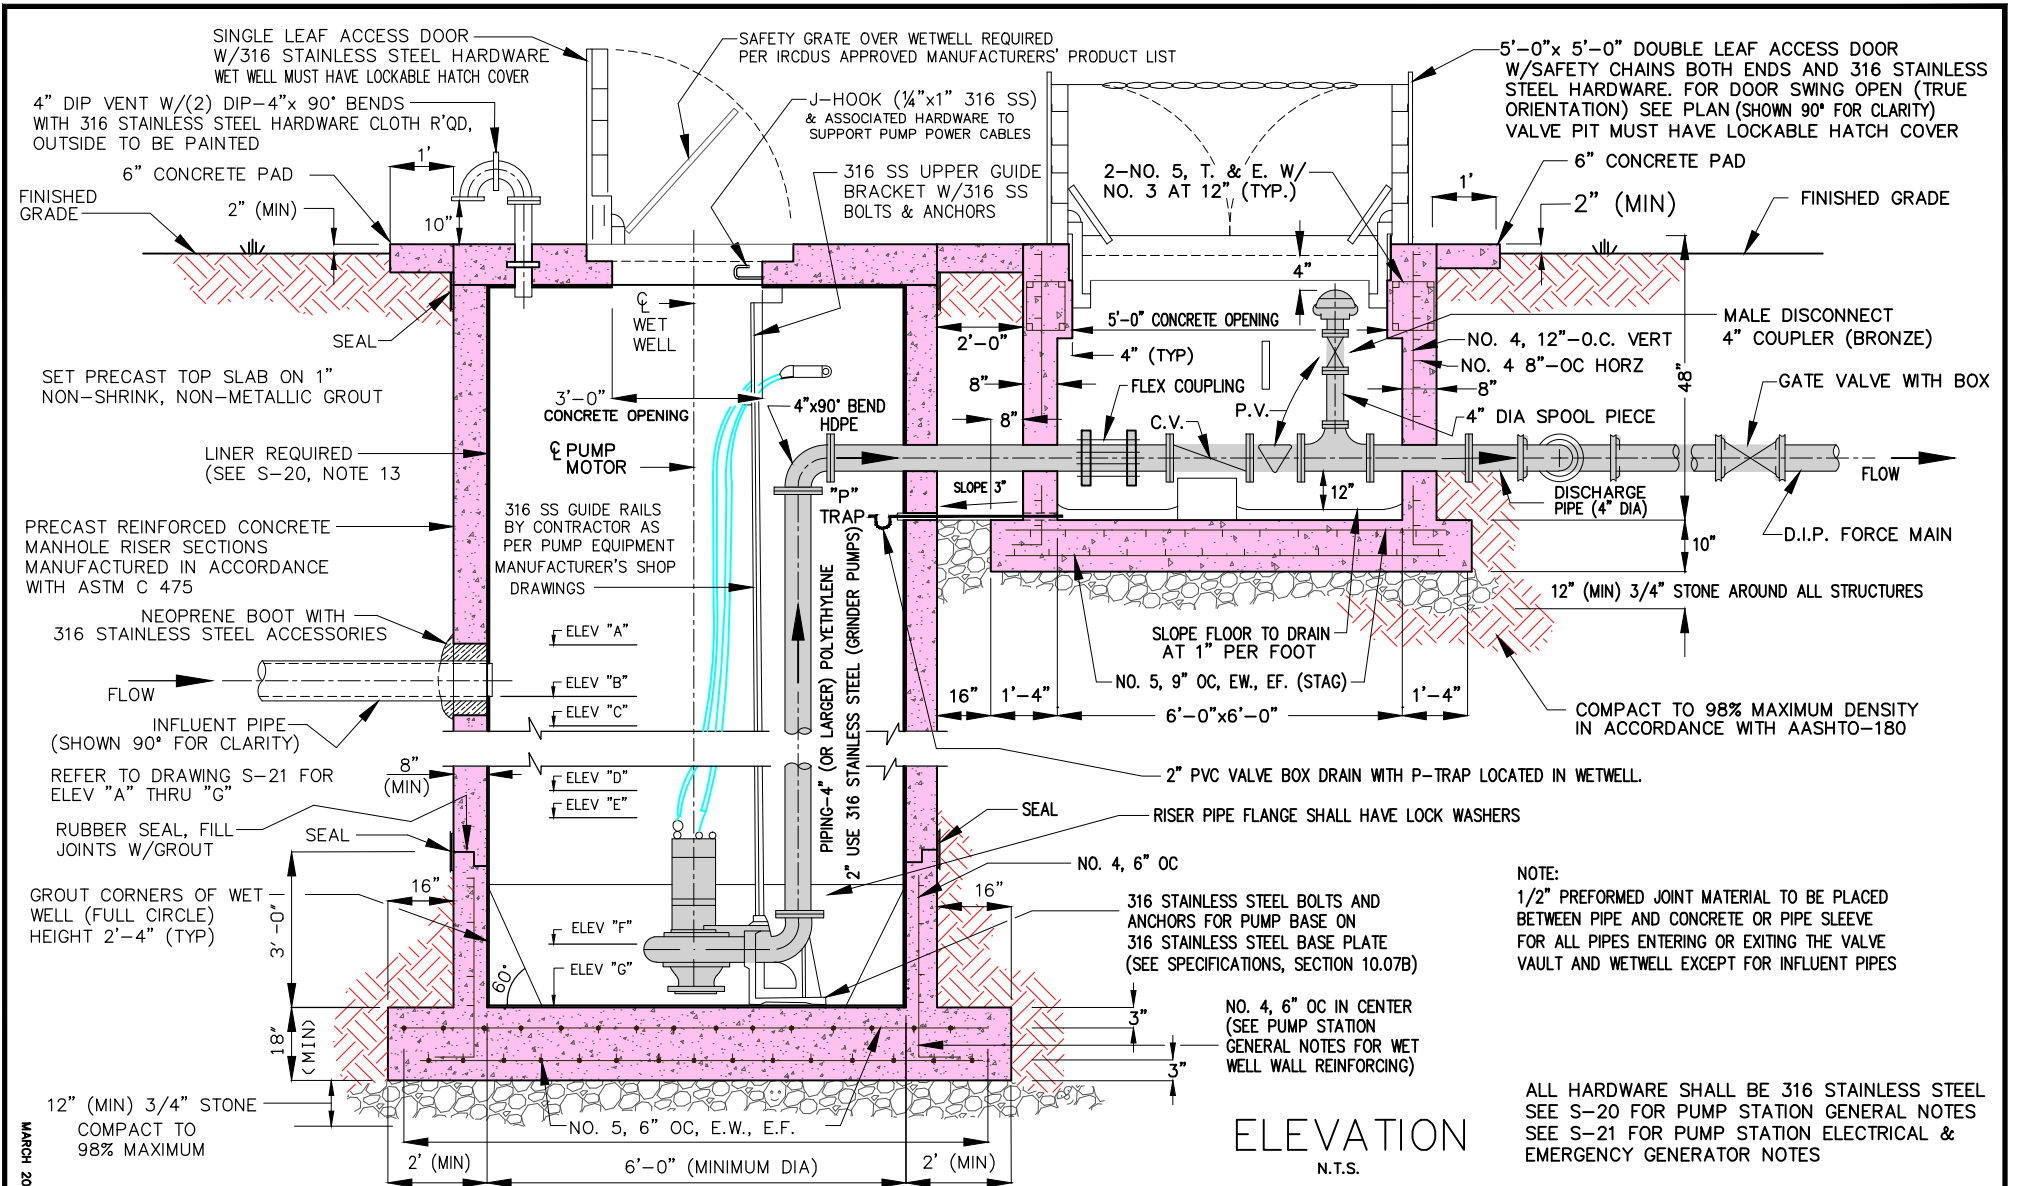 SINGLE LEAF ACCESS DOOR
W/316 STAINLESS STEEL HARDWARE
WET WELL MUST HAVE LOCKABLE HATCH COVER
SAFETY GRATE OVER WETWELL REQUIRED
PER IRCDUS APPROVED MANUFACTURERS' PRODUCT LIST
5'-0"x 5'-0" DOUBLE LEAF ACCESS DOOR
W/SAFETY CHAINS BOTH ENDS AND 316 STAINLESS
STEEL HARDWARE. FOR DOOR SWING OPEN (TRUE
ORIENTATION) SEE PLAN (SHOWN 90° FOR CLARITY)
VALVE PIT MUST HAVE LOCKABLE HATCH COVER
4" DIP VENT W/(2) DIP-4"x 90° BENDS
WITH 316 STAINLESS STEEL HARDWARE CLOTH R'QD,
OUTSIDE TO BE PAINTED
J-HOOK (¼"x1" 316 SS)
& ASSOCIATED HARDWARE TO
SUPPORT PUMP POWER CABLES
1'
6" CONCRETE PAD
316 SS UPPER GUIDE
BRACKET W/316 SS
BOLTS & ANCHORS
2-NO. 5, T. & E. W/
NO. 3 AT 12" (TYP.)
6" CONCRETE PAD
1'
FINISHED
GRADE
2" (MIN)
10"
2" (MIN)
FINISHED GRADE
4"
SEAL
℄
WET
WELL
5'-0" CONCRETE OPENING
2'-0"
4" (TYP)
MALE DISCONNECT
4" COUPLER (BRONZE)
NO. 4, 12"-O.C. VERT
NO. 4 8"-OC HORZ
48"
SET PRECAST TOP SLAB ON 1"
NON-SHRINK, NON-METALLIC GROUT
3'-0"
CONCRETE OPENING
8"
FLEX COUPLING
8"
GATE VALVE WITH BOX
4"x90° BEND
HDPE
8"
P.V.
C.V.
4" DIA SPOOL PIECE
LINER REQUIRED
(SEE S-20, NOTE 13
℄ PUMP
MOTOR
FLOW
"P"
TRAP
SLOPE 3"
12"
DISCHARGE
PIPE (4" DIA)
316 SS GUIDE RAILS
BY CONTRACTOR AS
PER PUMP EQUIPMENT
MANUFACTURER'S SHOP
DRAWINGS
PRECAST REINFORCED CONCRETE
MANHOLE RISER SECTIONS
MANUFACTURED IN ACCORDANCE
WITH ASTM C 475
D.I.P. FORCE MAIN
10"
12" (MIN) 3/4" STONE AROUND ALL STRUCTURES
NEOPRENE BOOT WITH
316 STAINLESS STEEL ACCESSORIES
ELEV "A"
SLOPE FLOOR TO DRAIN
AT 1" PER FOOT
FLOW
ELEV "B"
NO. 5, 9" OC, EW., EF. (STAG)
16"
1'-4"
1'-4"
ELEV "C"
6'-0"x6'-0"
COMPACT TO 98% MAXIMUM DENSITY
IN ACCORDANCE WITH AASHTO-180
INFLUENT PIPE
(SHOWN 90° FOR CLARITY)
REFER TO DRAWING S-21 FOR
ELEV "A" THRU "G"
8"
(MIN)
ELEV "D"
ELEV "E"
PIPING-4" (OR LARGER) POLYETHYLENE
2" USE 316 STAINLESS STEEL (GRINDER PUMPS)
2" PVC VALVE BOX DRAIN WITH P-TRAP LOCATED IN WETWELL.
RUBBER SEAL, FILL
JOINTS W/GROUT
SEAL
SEAL
RISER PIPE FLANGE SHALL HAVE LOCK WASHERS
NO. 4, 6" OC
GROUT CORNERS OF WET
WELL (FULL CIRCLE)
HEIGHT 2'-4" (TYP)
16"
3'-0"
16"
316 STAINLESS STEEL BOLTS AND
ANCHORS FOR PUMP BASE ON
316 STAINLESS STEEL BASE PLATE
(SEE SPECIFICATIONS, SECTION 10.07B)
NOTE:
1/2" PREFORMED JOINT MATERIAL TO BE PLACED
BETWEEN PIPE AND CONCRETE OR PIPE SLEEVE
FOR ALL PIPES ENTERING OR EXITING THE VALVE
VAULT AND WETWELL EXCEPT FOR INFLUENT PIPES
ELEV "F"
ELEV "G"
60°
18"
(MIN)
3"
3"
NO. 4, 6" OC IN CENTER
(SEE PUMP STATION
GENERAL NOTES FOR WET
WELL WALL REINFORCING)
12" (MIN) 3/4" STONE
COMPACT TO
98% MAXIMUM
NO. 5, 6" OC, E.W., E.F.
2' (MIN)
6'-0" (MINIMUM DIA)
2' (MIN)
ELEVATION
N.T.S.
ALL HARDWARE SHALL BE 316 STAINLESS STEEL
SEE S-20 FOR PUMP STATION GENERAL NOTES
SEE S-21 FOR PUMP STATION ELECTRICAL &
EMERGENCY GENERATOR NOTES
MARCH 20